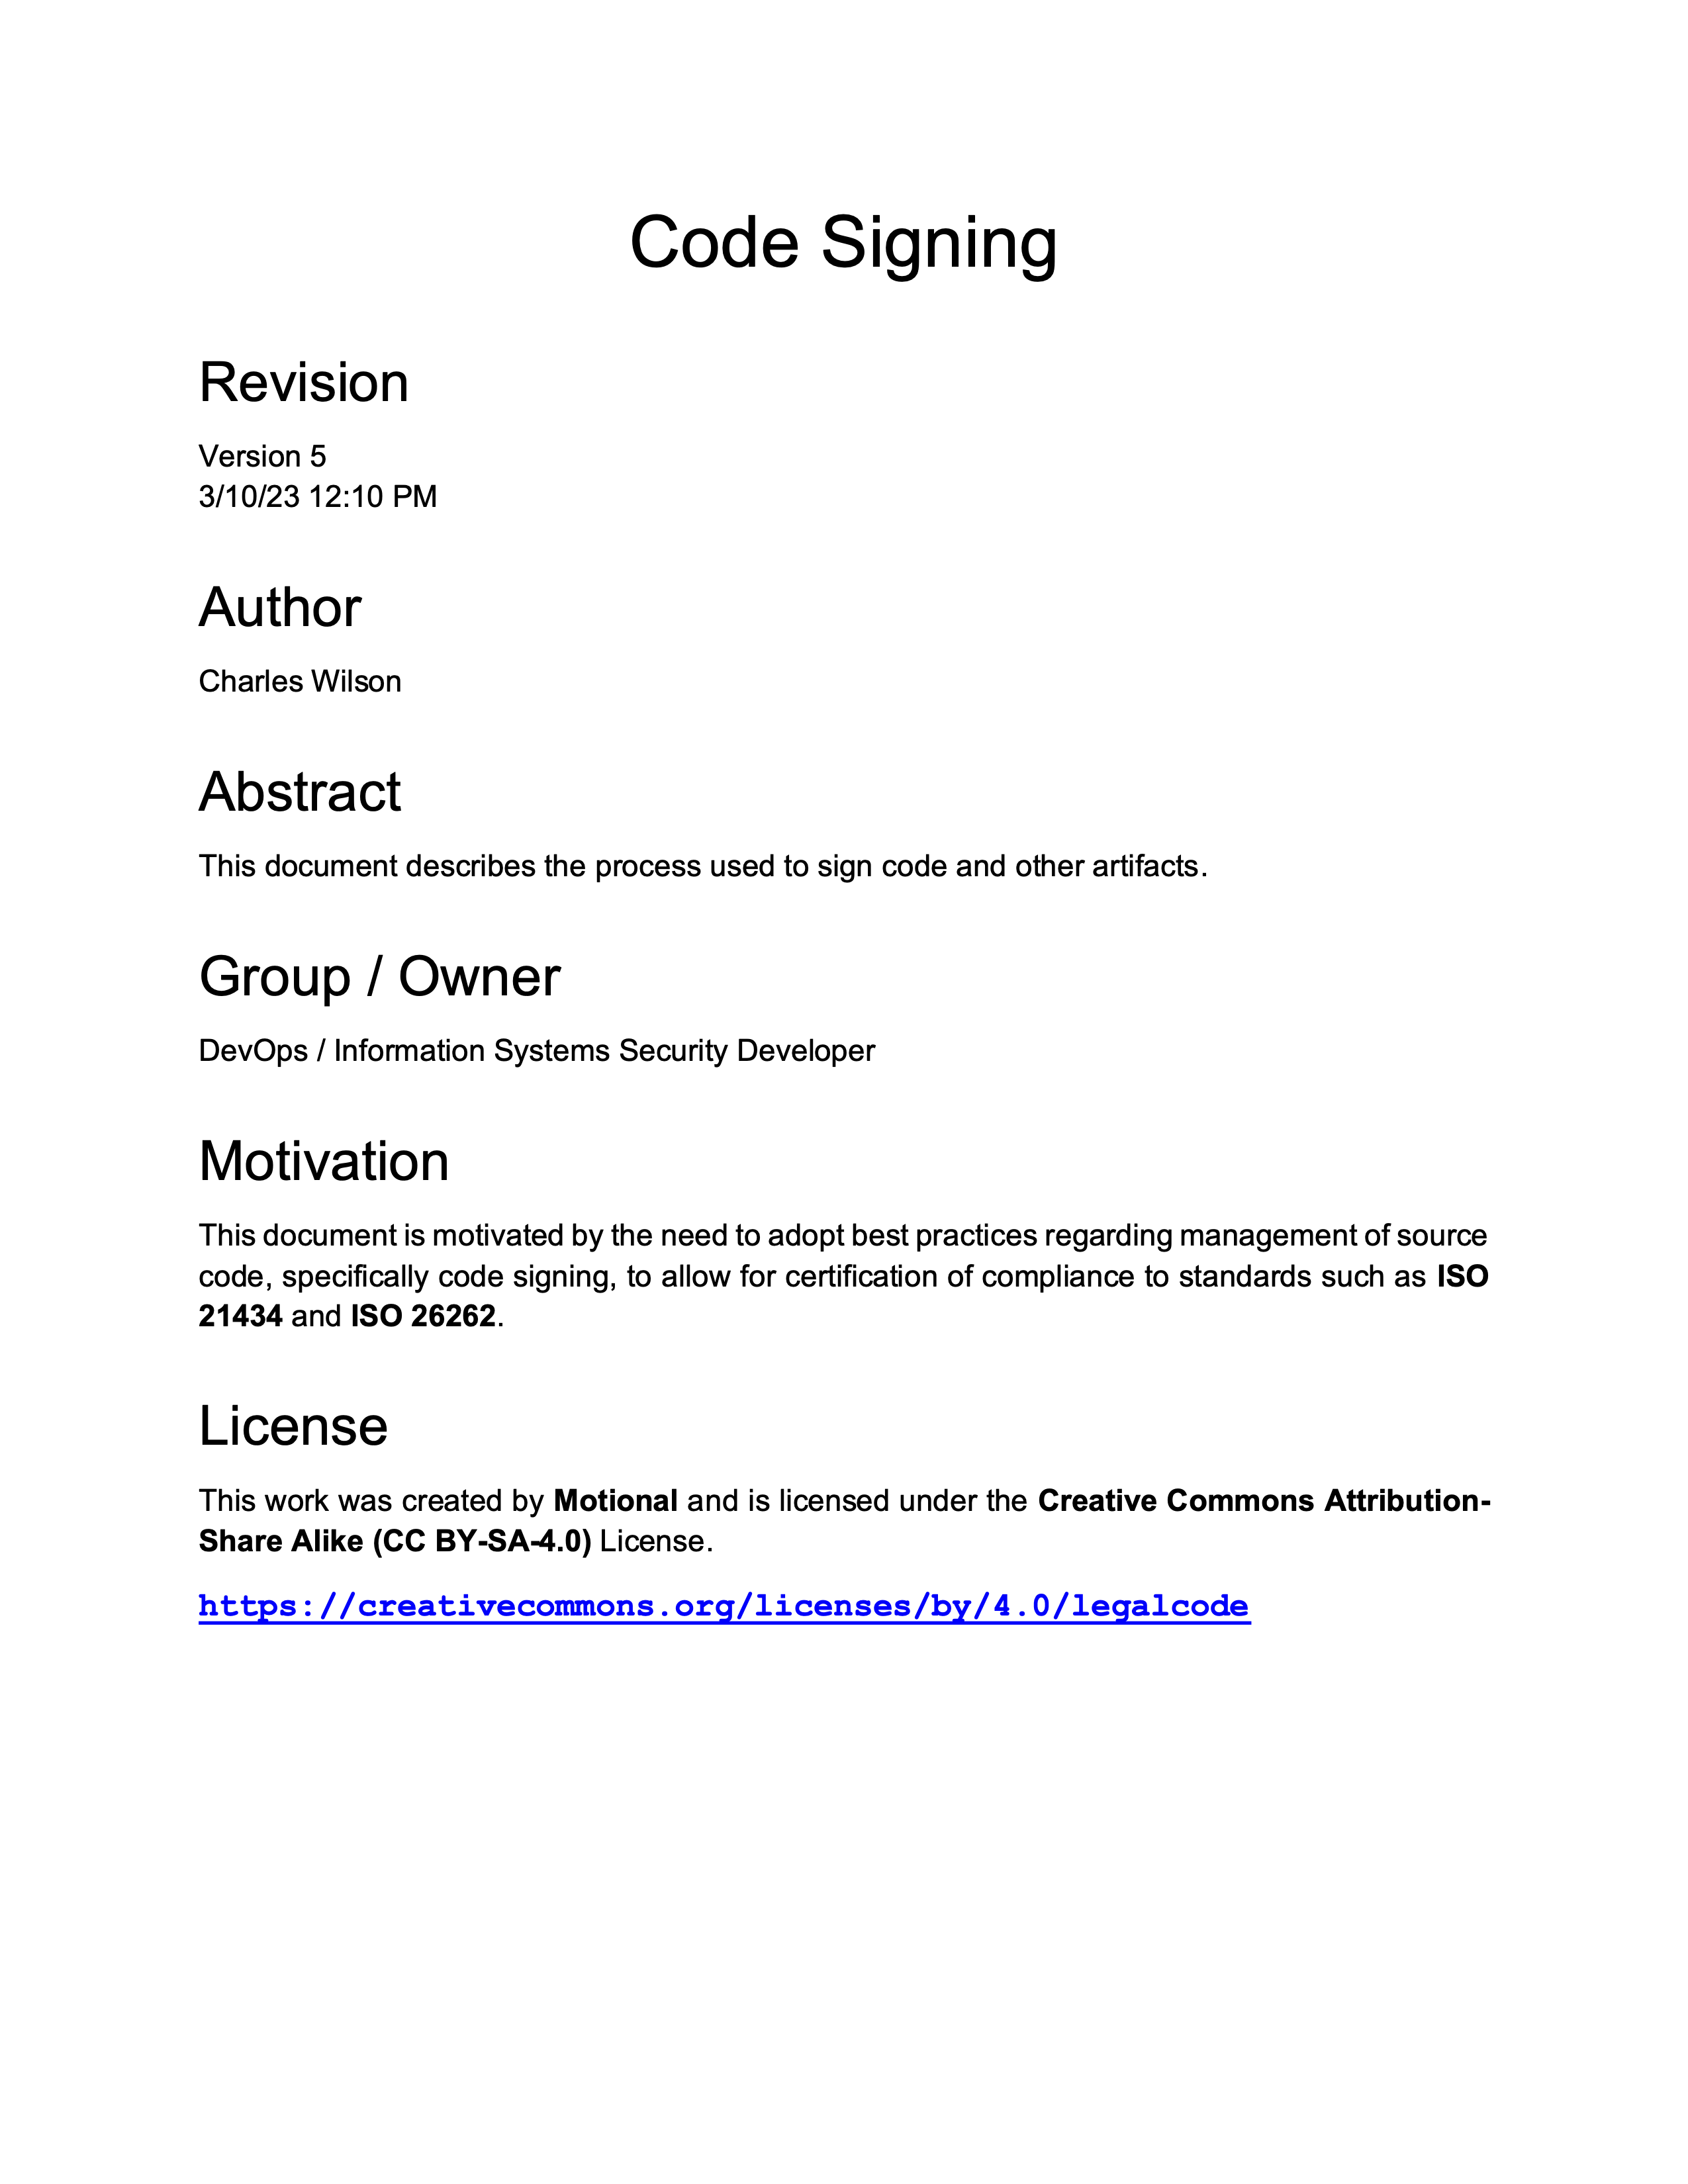 Code Signing
Revision
Version 5
3/10/23 12:10 PM
Author
Charles Wilson
Abstract
This document describes the process used to sign code and other artifacts.
Group / Owner
DevOps / Information Systems Security Developer
Motivation
This document is motivated by the need to adopt best practices regarding management of source
code, specifically code signing, to allow for certification of compliance to standards such as ISO
21434 and ISO 26262.
License
This work was created by Motional and is licensed under the Creative Commons Attribution-
Share Alike (CC BY-SA-4.0) License.
https://creativecommons.org/licenses/by/4.0/legalcode